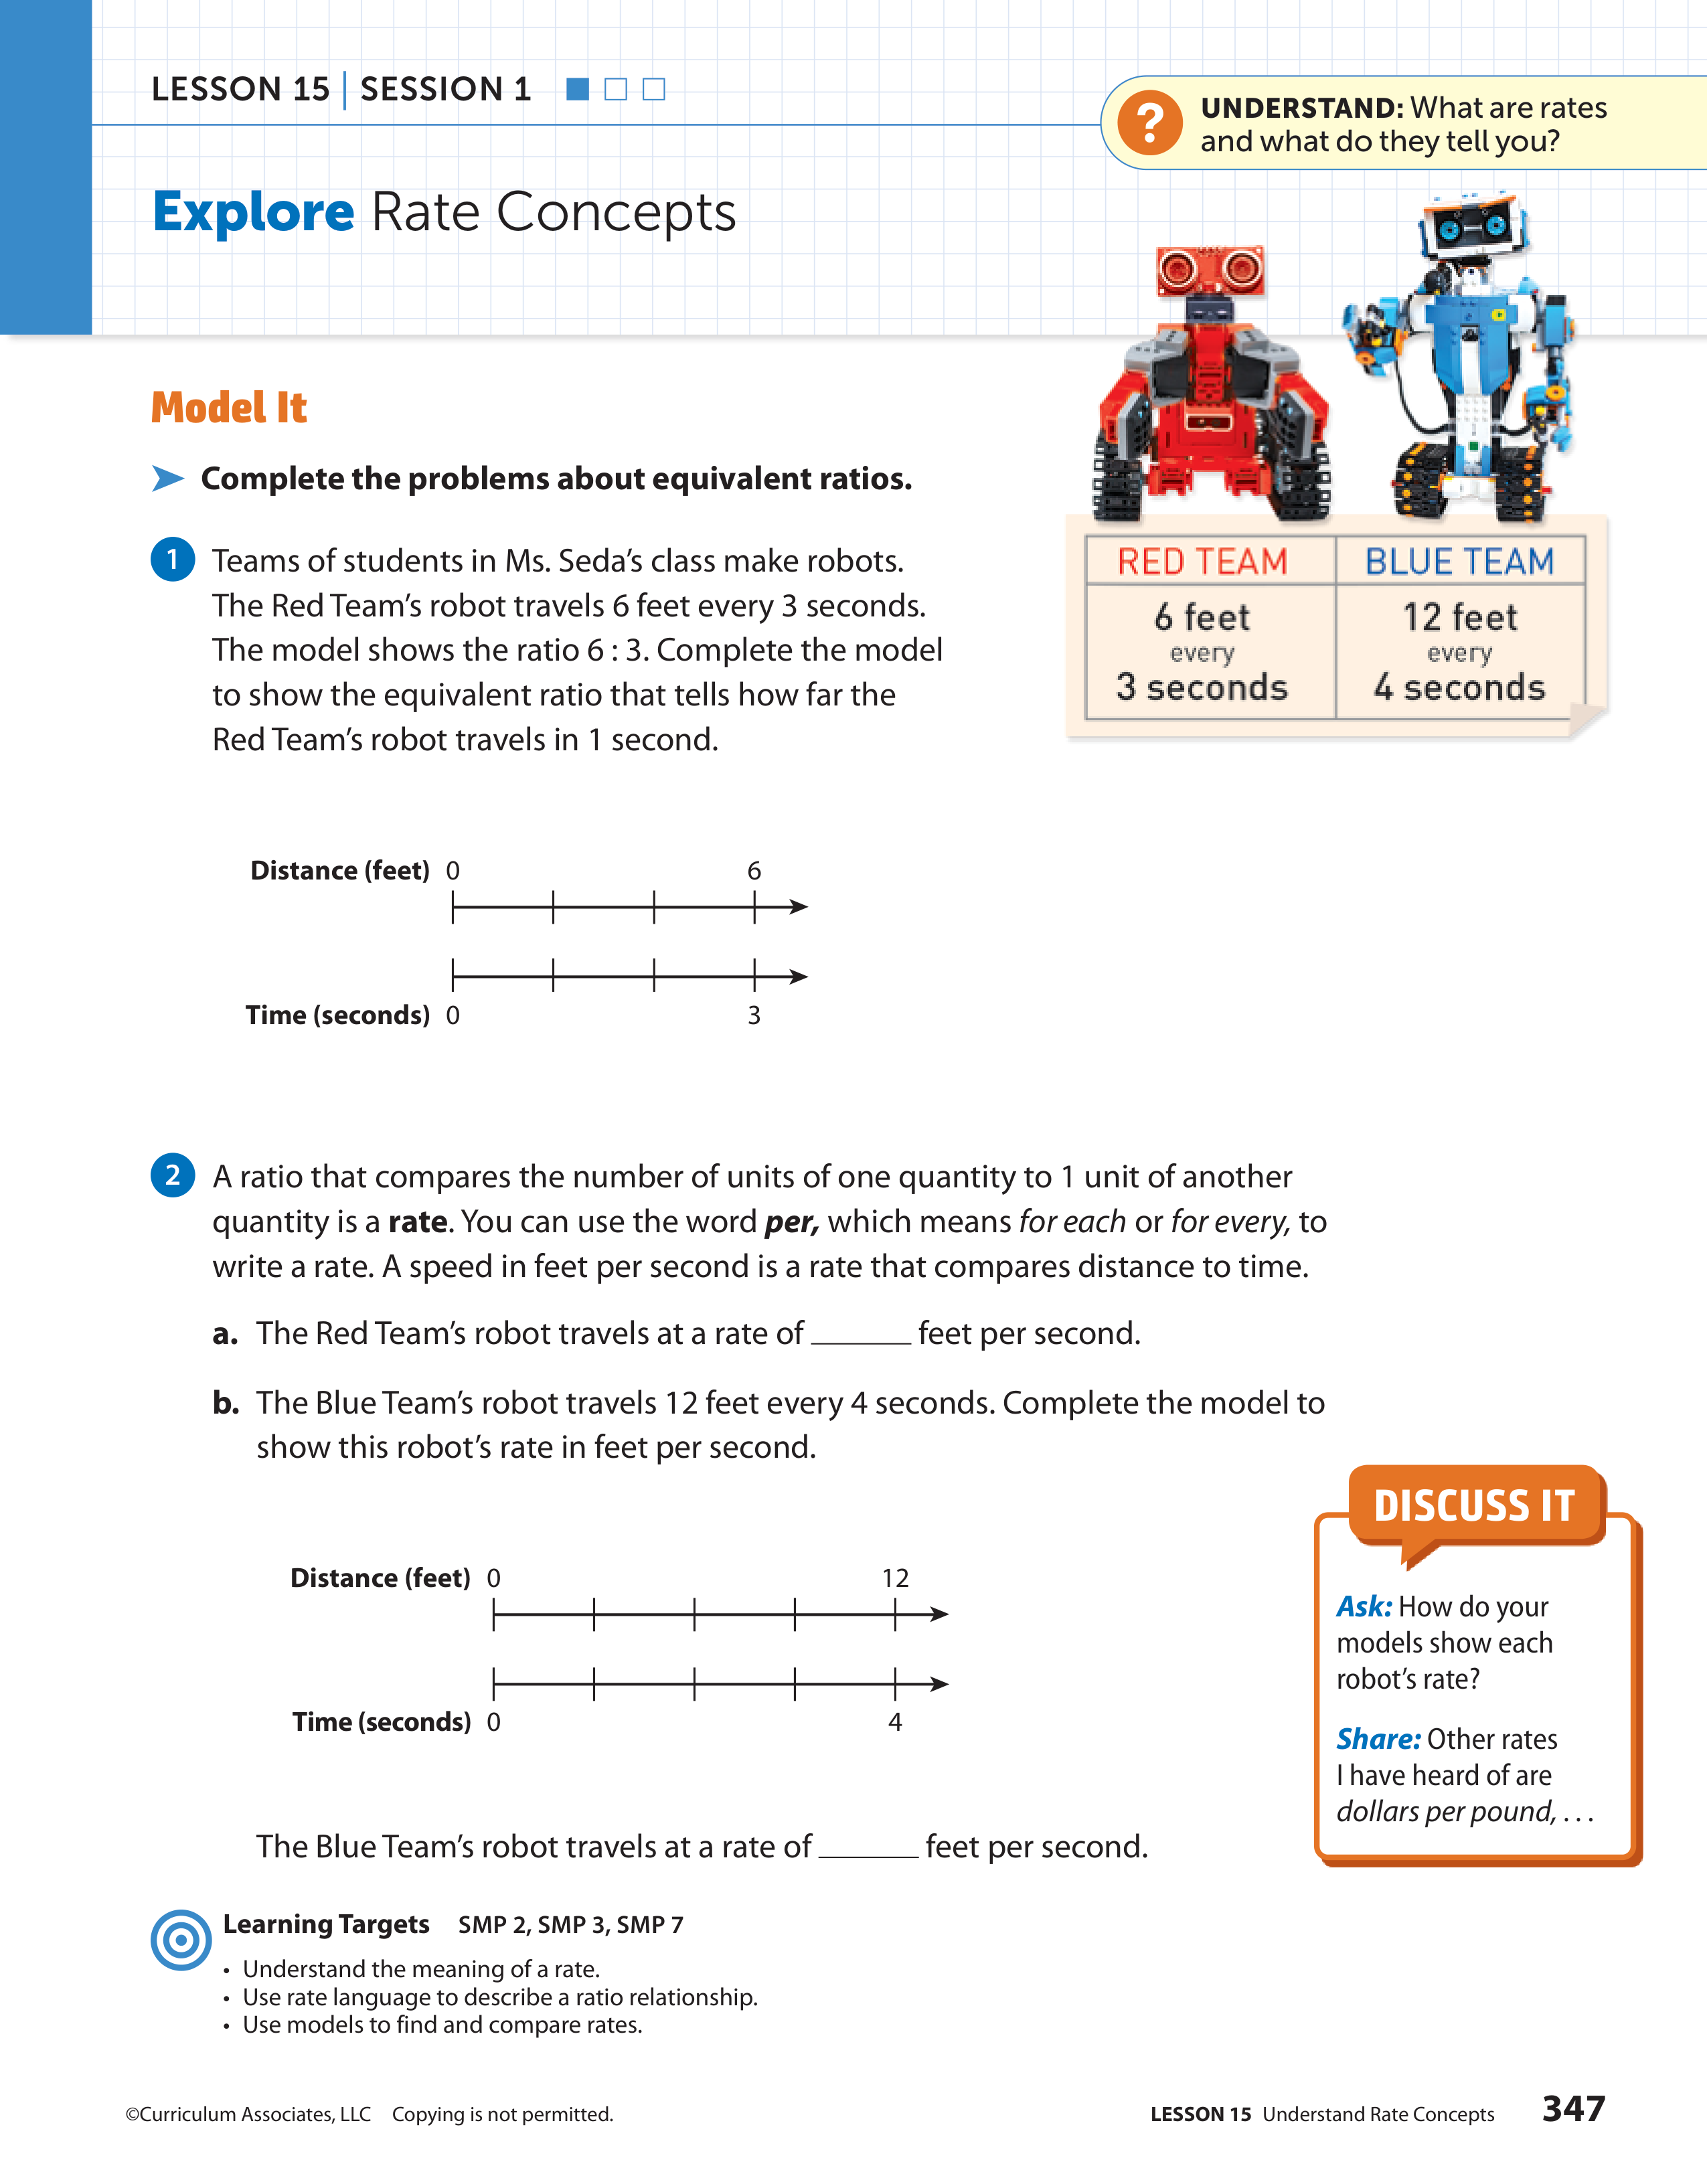 LESSON 15 | SESSION 1
? UNDERSTAND: What are rates
and what do they tell you?
Explore Rate Concepts
Model It
Complete the problems about equivalent ratios.
1 Teams of students in Ms. Seda’s class make robots.
The Red Team’s robot travels 6 feet every 3 seconds.
The model shows the ratio 6 : 3. Complete the model
to show the equivalent ratio that tells how far the
Red Team’s robot travels in 1 second.
RED TEAM BLUE TEAM
6 feet 12 feet
every every
3 seconds 4 seconds
Distance (feet) 0 6
Time (seconds) 0 3
2 A ratio that compares the number of units of one quantity to 1 unit of another
quantity is a rate. You can use the word per, which means for each or for every, to
write a rate. A speed in feet per second is a rate that compares distance to time.
a. The Red Team’s robot travels at a rate of ______ feet per second.
b. The Blue Team’s robot travels 12 feet every 4 seconds. Complete the model to
show this robot’s rate in feet per second.
Distance (feet) 0 12
Time (seconds) 0 4
The Blue Team’s robot travels at a rate of ______ feet per second.
DISCUSS IT
Ask: How do your
models show each
robot’s rate?
Share: Other rates
I have heard of are
dollars per pound, . . .
Learning Targets SMP 2, SMP 3, SMP 7
• Understand the meaning of a rate.
• Use rate language to describe a ratio relationship.
• Use models to find and compare rates.
©Curriculum Associates, LLC Copying is not permitted.
LESSON 15 Understand Rate Concepts 347